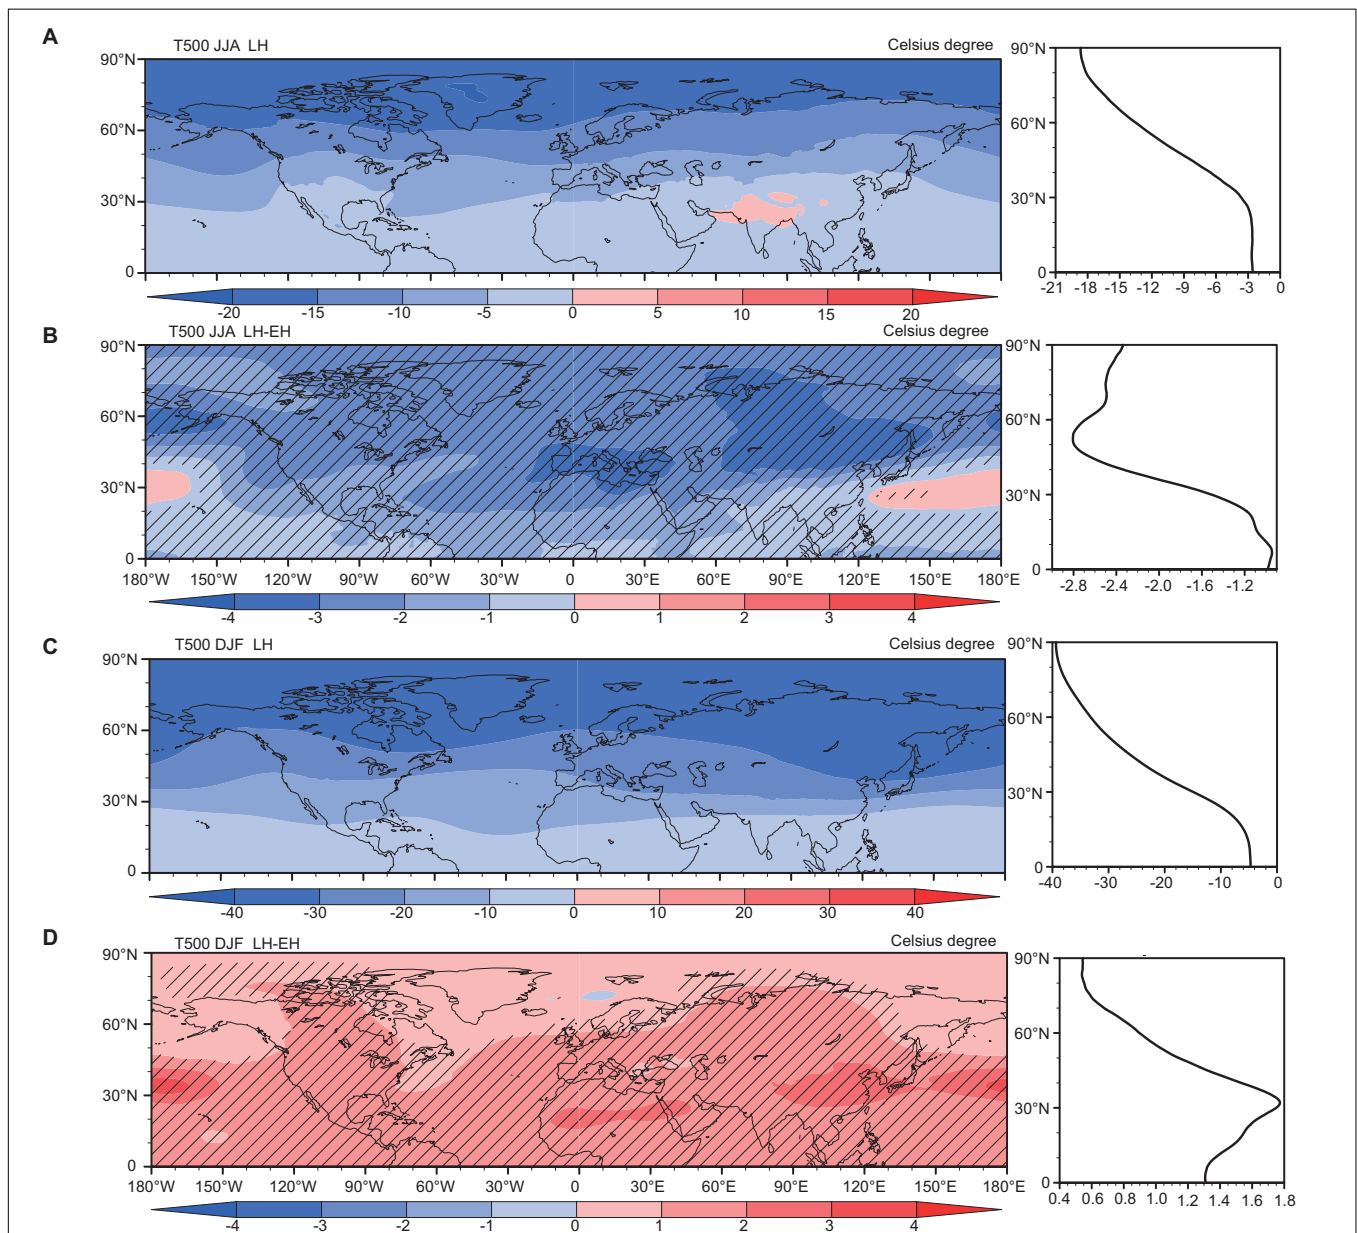 A
T500 JJA LH
Celsius degree
90°N
60°N
30°N
0
-20 -15 -10 -5 0 5 10 15 20
90°N
60°N
30°N
0
-21 -18 -15 -12 -9 -6 -3 0
B
T500 JJA LH-EH
Celsius degree
90°N
60°N
30°N
0
180°W 150°W 120°W 90°W 60°W 30°W 0 30°E 60°E 90°E 120°E 150°E 180°E
-4 -3 -2 -1 0 1 2 3 4
90°N
60°N
30°N
0
-2.8 -2.4 -2.0 -1.6 -1.2
C
T500 DJF LH
Celsius degree
90°N
60°N
30°N
0
-40 -30 -20 -10 0 10 20 30 40
90°N
60°N
30°N
0
-40 -30 -20 -10 0
D
T500 DJF LH-EH
Celsius degree
90°N
60°N
30°N
0
180°W 150°W 120°W 90°W 60°W 30°W 0 30°E 60°E 90°E 120°E 150°E 180°E
-4 -3 -2 -1 0 1 2 3 4
90°N
60°N
30°N
0
0.4 0.6 0.8 1.0 1.2 1.4 1.6 1.8